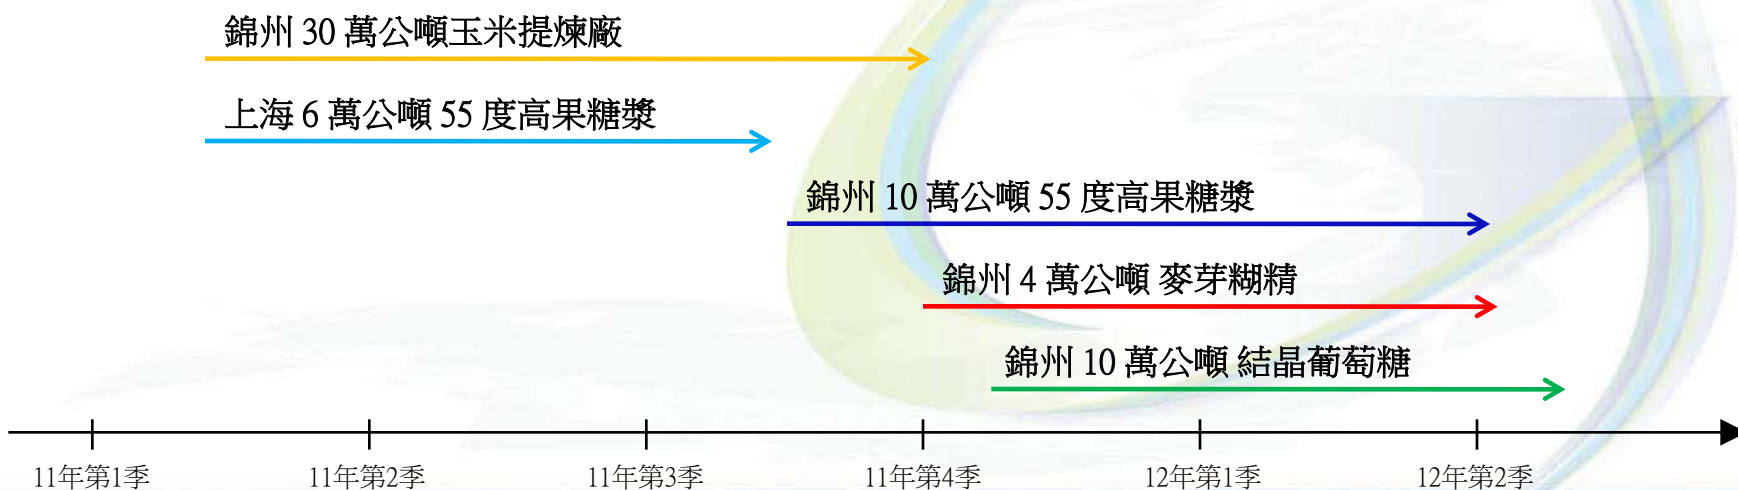 錦州 30 萬公噸玉米提煉廠
上海 6 萬公噸 55 度高果糖漿
錦州 10 萬公噸 55 度高果糖漿
錦州 4 萬公噸 麥芽糊精
錦州 10 萬公噸 結晶葡萄糖
11年第1季 11年第2季 11年第3季 11年第4季 12年第1季 12年第2季